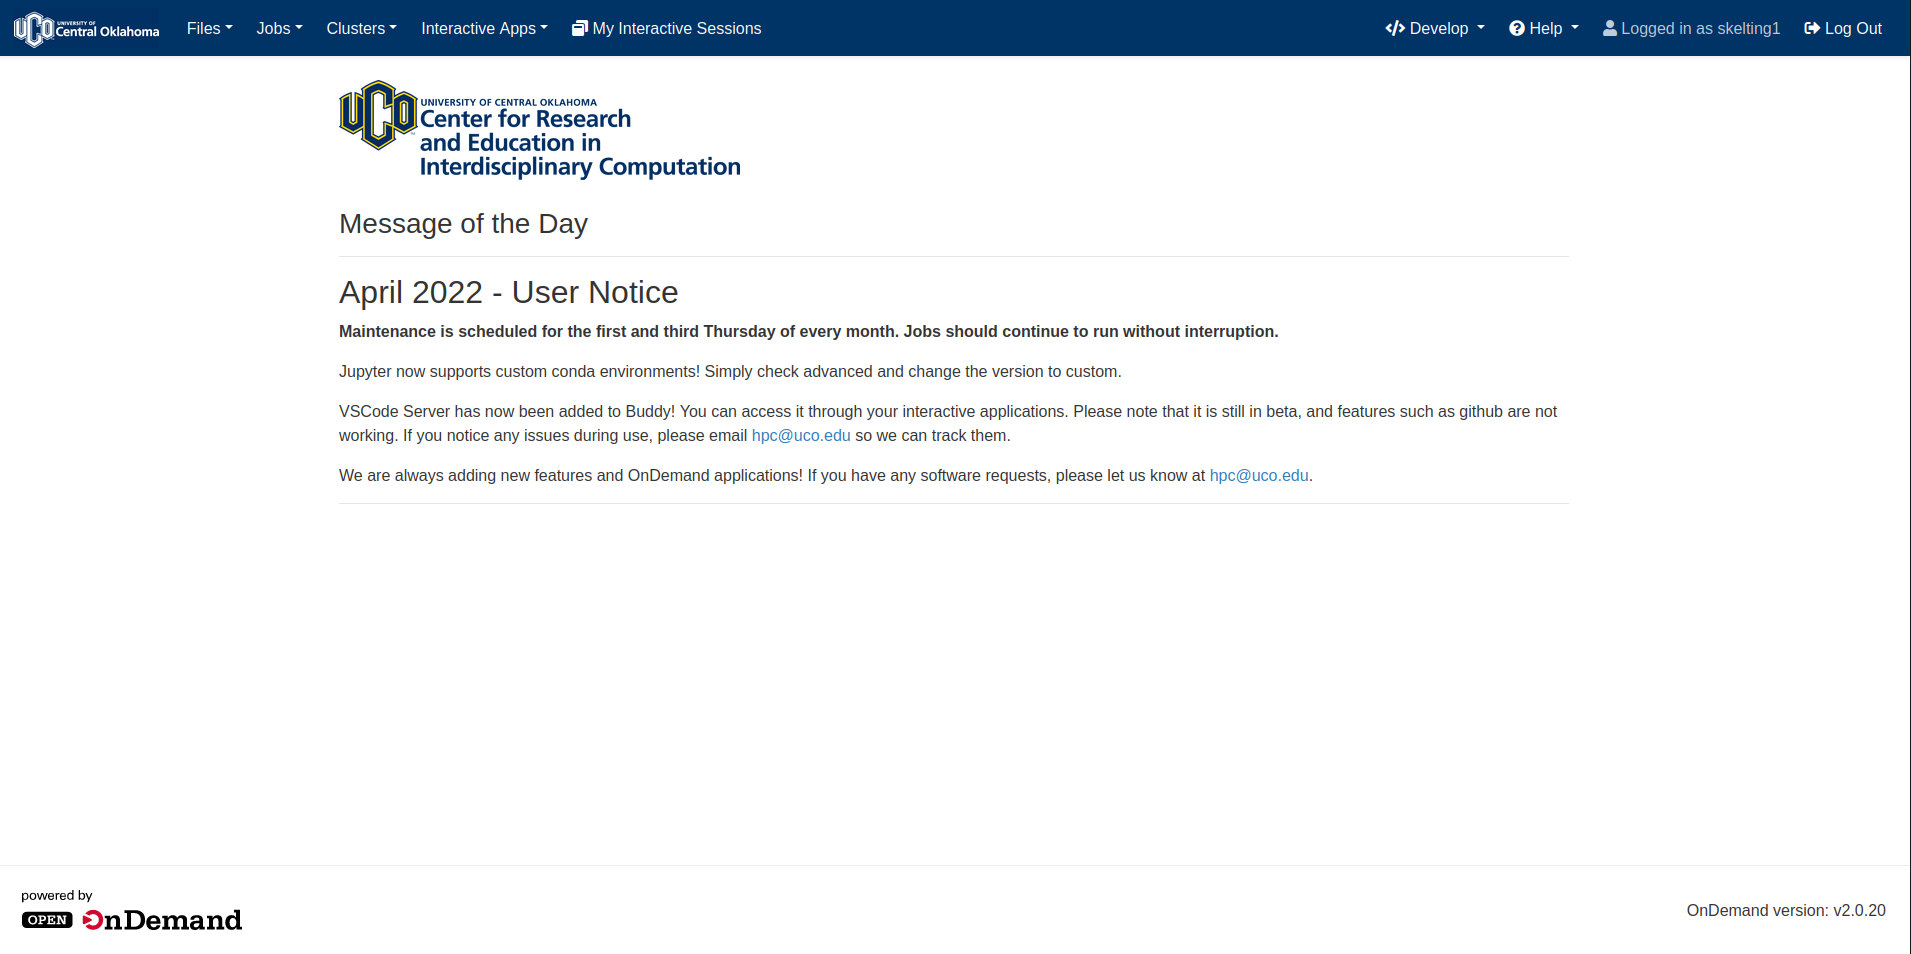 UCO UNIVERSITY OF Central Oklahoma Files Jobs Clusters Interactive Apps My Interactive Sessions </> Develop ? Help Logged in as skelting1 Log Out
UCO UNIVERSITY OF CENTRAL OKLAHOMA
Center for Research
and Education in
Interdisciplinary Computation
Message of the Day
April 2022 - User Notice
Maintenance is scheduled for the first and third Thursday of every month. Jobs should continue to run without interruption.
Jupyter now supports custom conda environments! Simply check advanced and change the version to custom.
VSCode Server has now been added to Buddy! You can access it through your interactive applications. Please note that it is still in beta, and features such as github are not
working. If you notice any issues during use, please email hpc@uco.edu so we can track them.
We are always adding new features and OnDemand applications! If you have any software requests, please let us know at hpc@uco.edu.
powered by
OPEN OnDemand
OnDemand version: v2.0.20